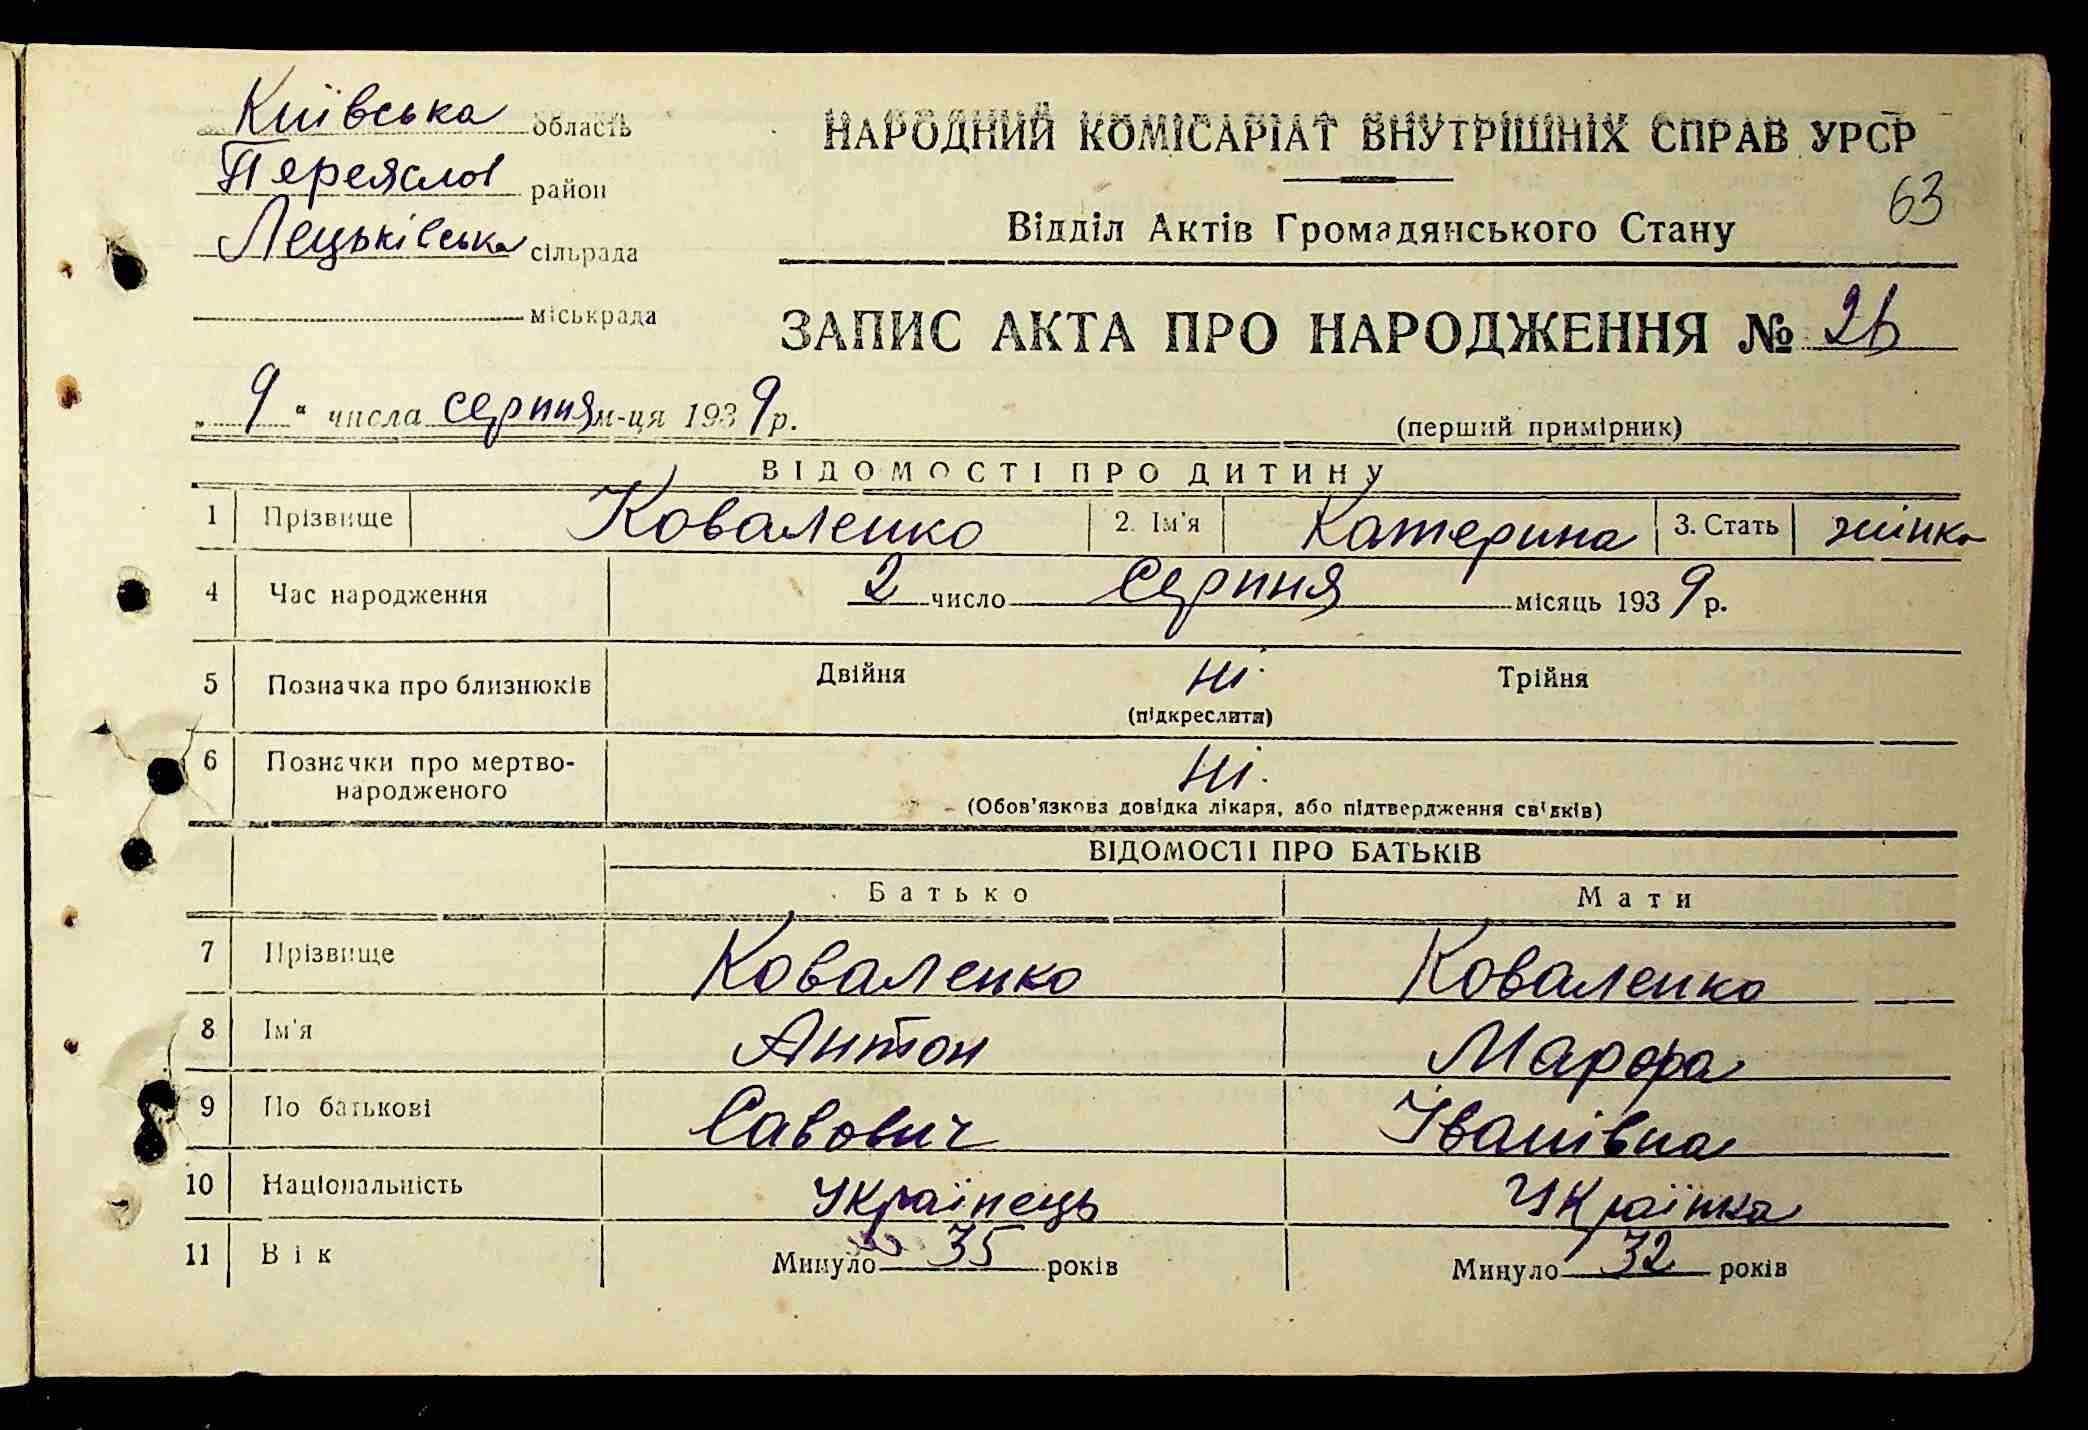 Київська область
Переяслов район
Лецьківська сільрада
міськрада
НАРОДНИЙ КОМІСАРІАТ ВНУТРІШНІХ СПРАВ УРСР
63
Відділ Актів Громадянського Стану
ЗАПИС АКТА ПРО НАРОДЖЕННЯ № 26
„9“ числа серпня м-ця 1939 р.
(перший примірник)
ВІДОМОСТІ ПРО ДИТИНУ
1 Прізвище Коваленко 2. Ім'я Катерина 3. Стать жінка
4 Час народження 2 число Серпня місяць 1939 р.
5 Позначка про близнюків Двійня ні. Трійня
(підкреслити)
6 Позначки про мертво-
народженого ні.
(Обов'язкова довідка лікаря, або підтвердження свідків)
ВІДОМОСТІ ПРО БАТЬКІВ
Батько Мати
7 Прізвище Коваленко Коваленко
8 Ім'я Антон Марфа
9 По батькові Савович Іванівна
10 Національність Українець Українка
11 Вік Минуло 35 років Минуло 32 років